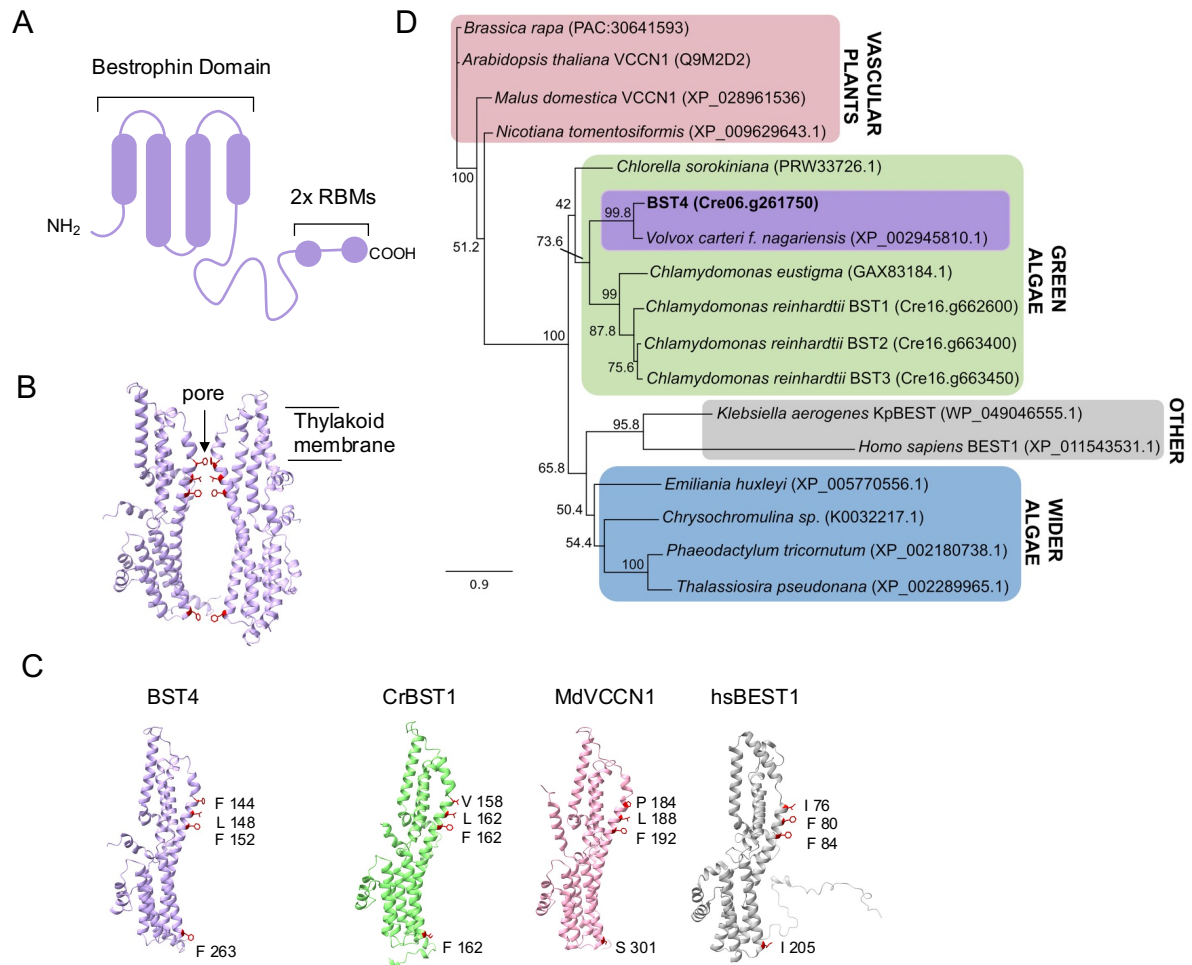 A
Bestrophin Domain
2x RBMs
NH2
COOH
B
pore
Thylakoid
membrane
D
Brassica rapa (PAC:30641593)
Arabidopsis thaliana VCCN1 (Q9M2D2)
Malus domestica VCCN1 (XP_028961536)
Nicotiana tomentosiformis (XP_009629643.1)
VASCULAR
PLANTS
Chlorella sorokiniana (PRW33726.1)
BST4 (Cre06.g261750)
Volvox carteri f. nagariensis (XP_002945810.1)
Chlamydomonas eustigma (GAX83184.1)
Chlamydomonas reinhardtii BST1 (Cre16.g662600)
Chlamydomonas reinhardtii BST2 (Cre16.g663400)
Chlamydomonas reinhardtii BST3 (Cre16.g663450)
GREEN
ALGAE
Klebsiella aerogenes KpBEST (WP_049046555.1)
Homo sapiens BEST1 (XP_011543531.1)
OTHER
Emiliania huxleyi (XP_005770556.1)
Chrysochromulina sp. (K0032217.1)
Phaeodactylum tricornutum (XP_002180738.1)
Thalassiosira pseudonana (XP_002289965.1)
WIDER
ALGAE
100
51.2
42
99.8
73.6
99
87.8
75.6
100
95.8
65.8
50.4
54.4
100
0.9
C
BST4
F 144
L 148
F 152
F 263
CrBST1
V 158
L 162
F 162
F 162
MdVCCN1
P 184
L 188
F 192
S 301
hsBEST1
I 76
F 80
F 84
I 205